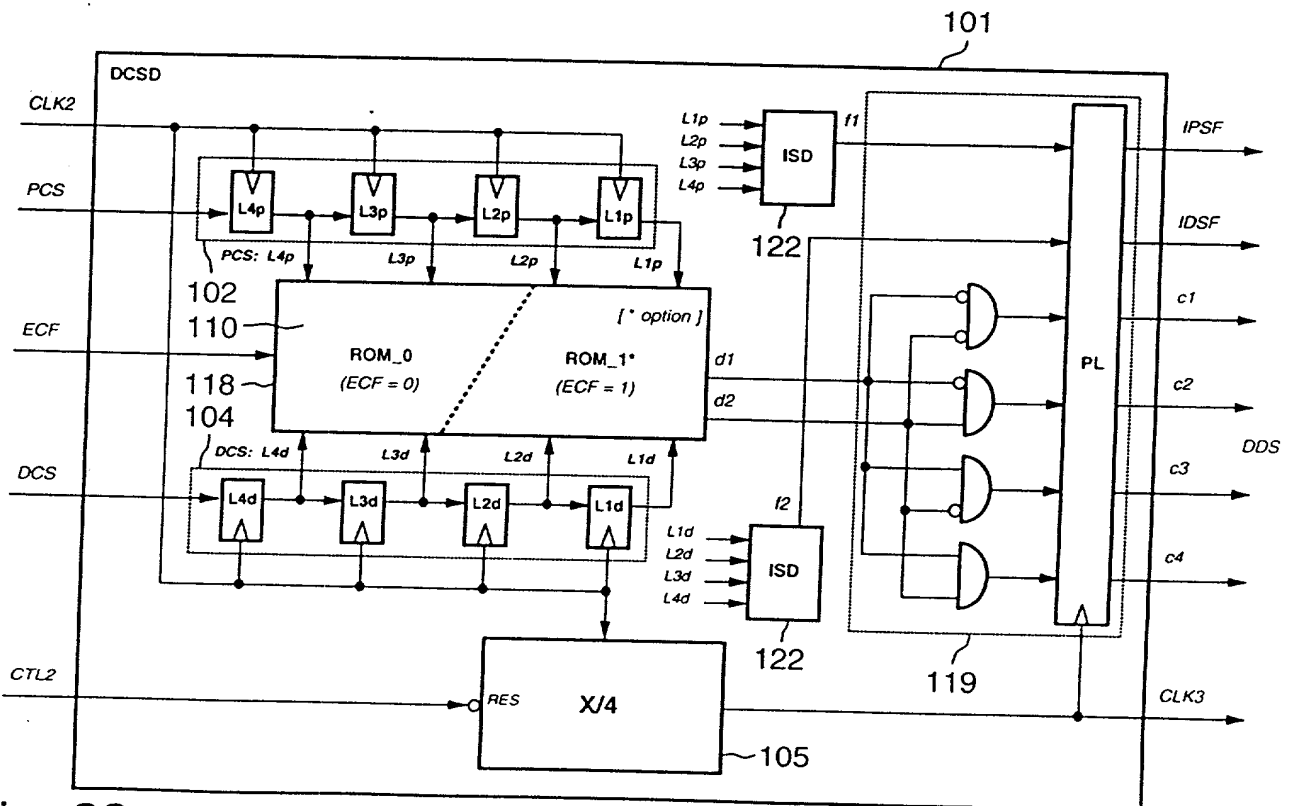 101
DCSD
CLK2
L1p
L2p
L3p
L4p
ISD
f1
IPSF
122
PCS
L4p
L3p
L2p
L1p
PCS: L4p
L3p
L2p
L1p
102
110
IDSF
c1
[ * option ]
ECF
ROM_0
(ECF = 0)
ROM_1*
(ECF = 1)
d1
d2
PL
118
104
c2
DDS
DCS: L4d
L3d
L2d
L1d
DCS
L4d
L3d
L2d
L1d
f2
c3
L1d
L2d
L3d
L4d
ISD
c4
122
119
CTL2
RES
X/4
CLK3
105